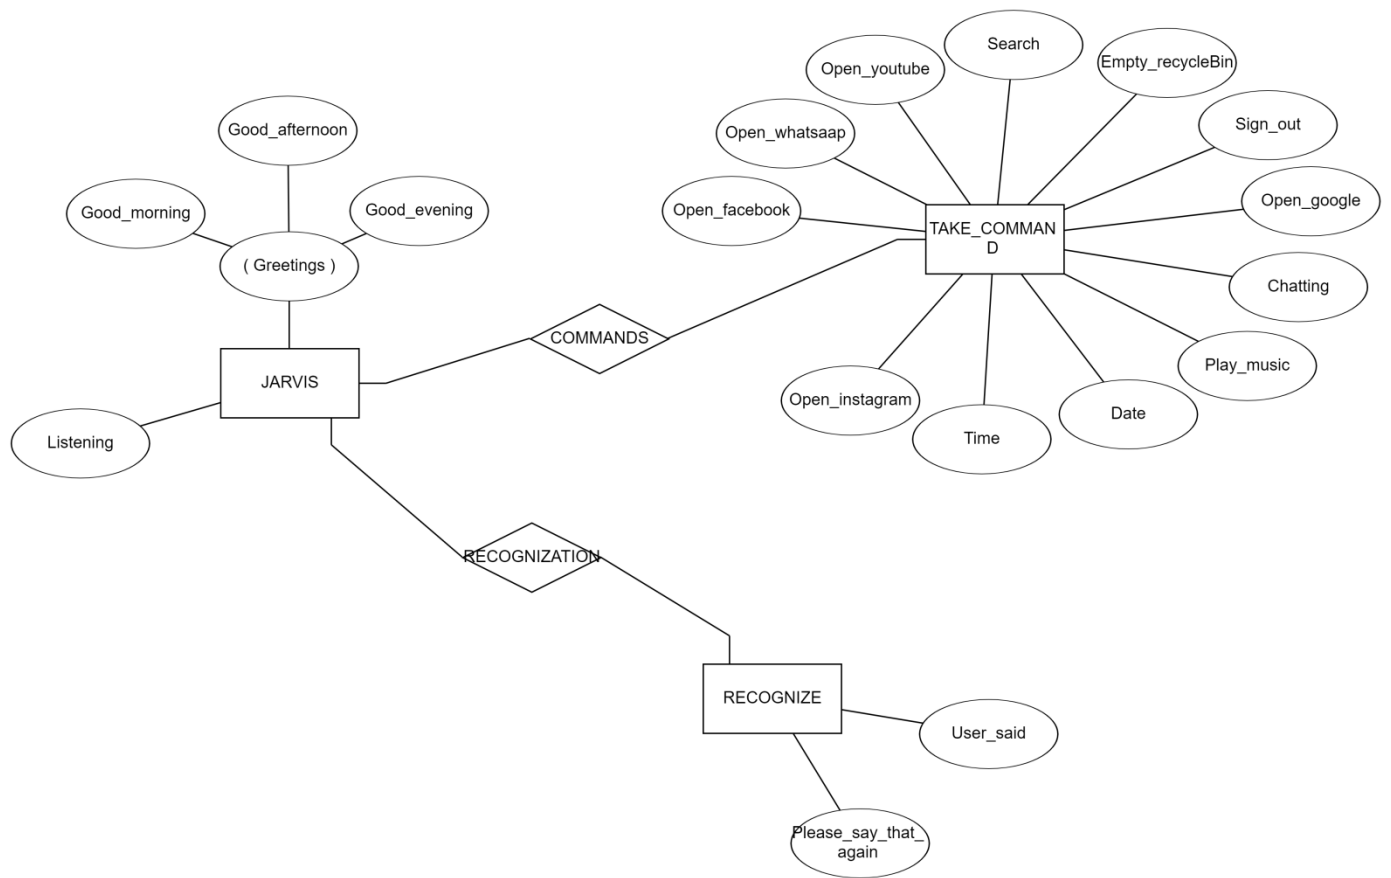 Search
Empty_recycleBin
Open_youtube
Sign_out
Good_afternoon
Open_whatsaap
Open_google
Good_morning
Good_evening
Open_facebook
TAKE_COMMAN
D
( Greetings )
Chatting
COMMANDS
Play_music
JARVIS
Open_instagram
Date
Listening
Time
RECOGNIZATION
RECOGNIZE
User_said
Please_say_that_
again